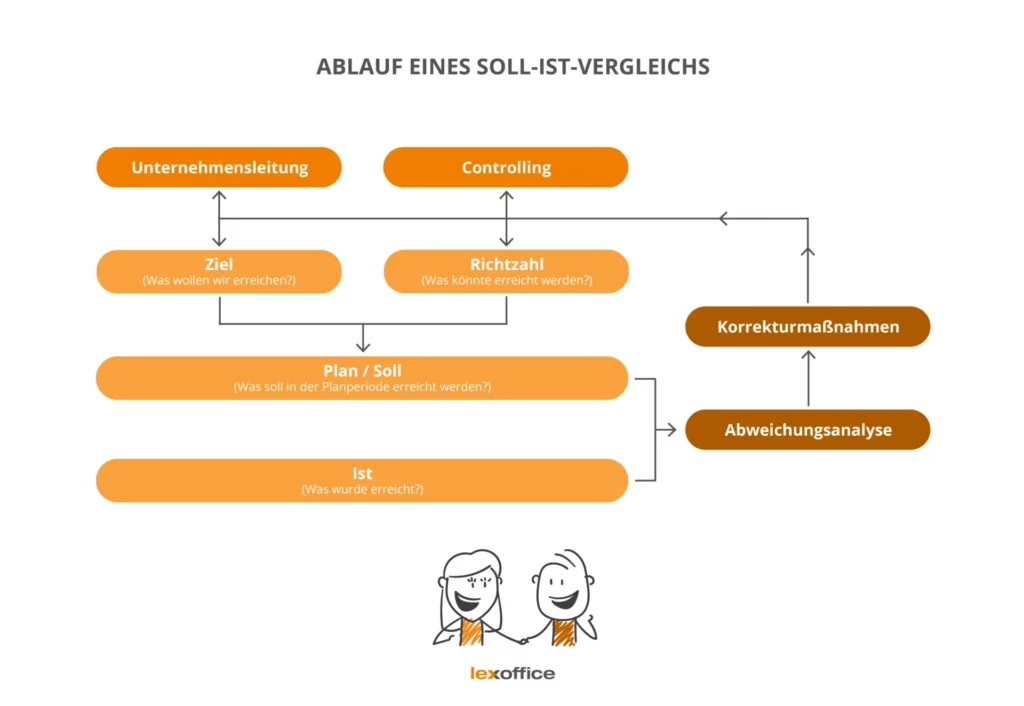 ABLAUF EINES SOLL-IST-VERGLEICHS
Unternehmensleitung
Controlling
Ziel
(Was wollen wir erreichen?)
Richtzahl
(Was könnte erreicht werden?)
Korrekturmaßnahmen
Plan / Soll
(Was soll in der Planperiode erreicht werden?)
Abweichungsanalyse
Ist
(Was wurde erreicht?)
lexoffice